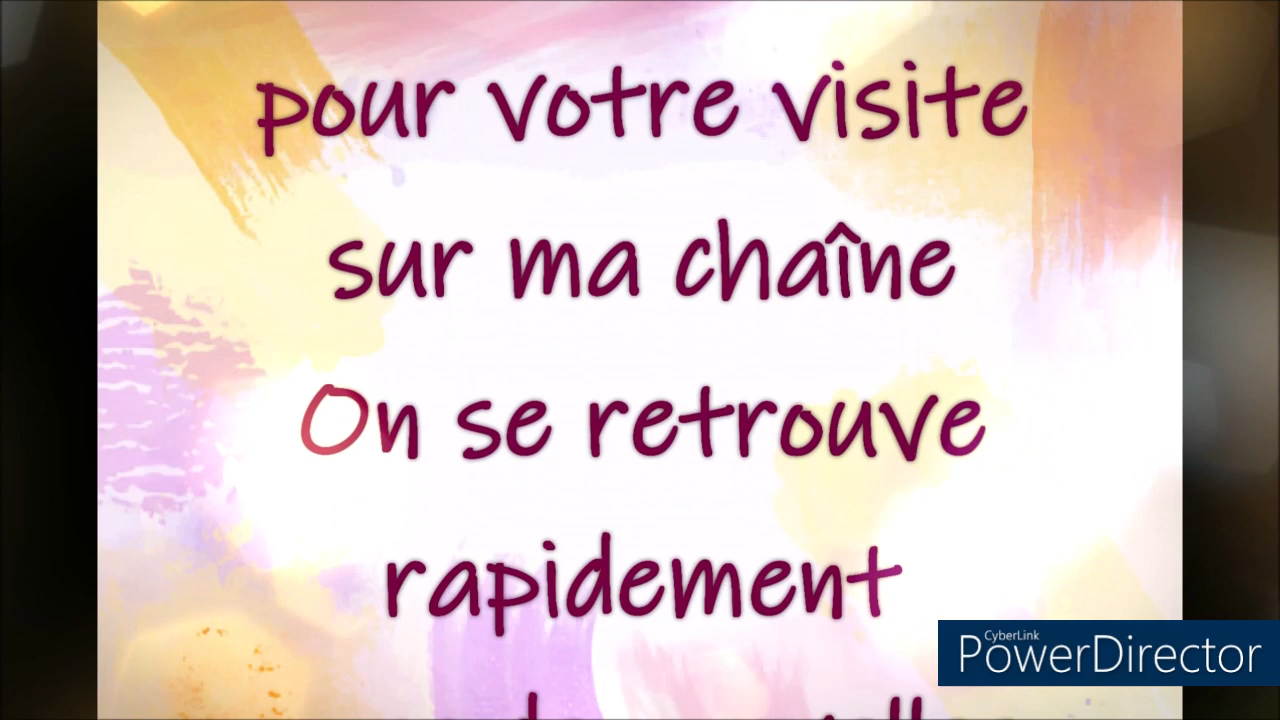 pour votre visite
sur ma chaîne
On se retrouve
rapidement
CyberLink
PowerDirector